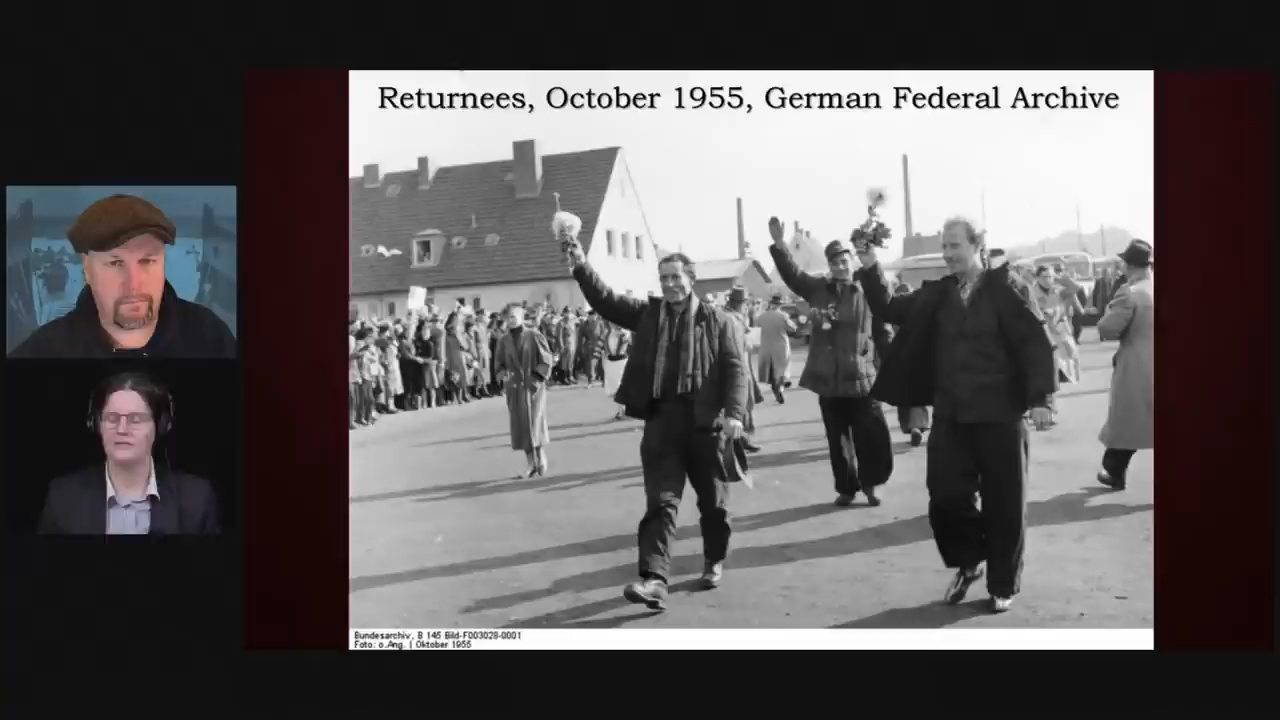 Returnees, October 1955, German Federal Archive
Bundesarchiv, B 145 Bild-F003028-0001
Foto: o.Ang. | Oktober 1955